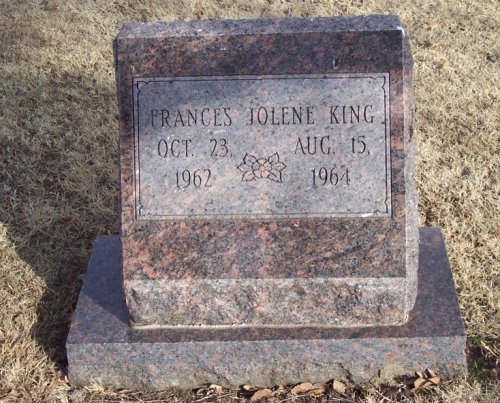 FRANCES JOLENE KING
OCT. 23, AUG. 15,
1962 1964